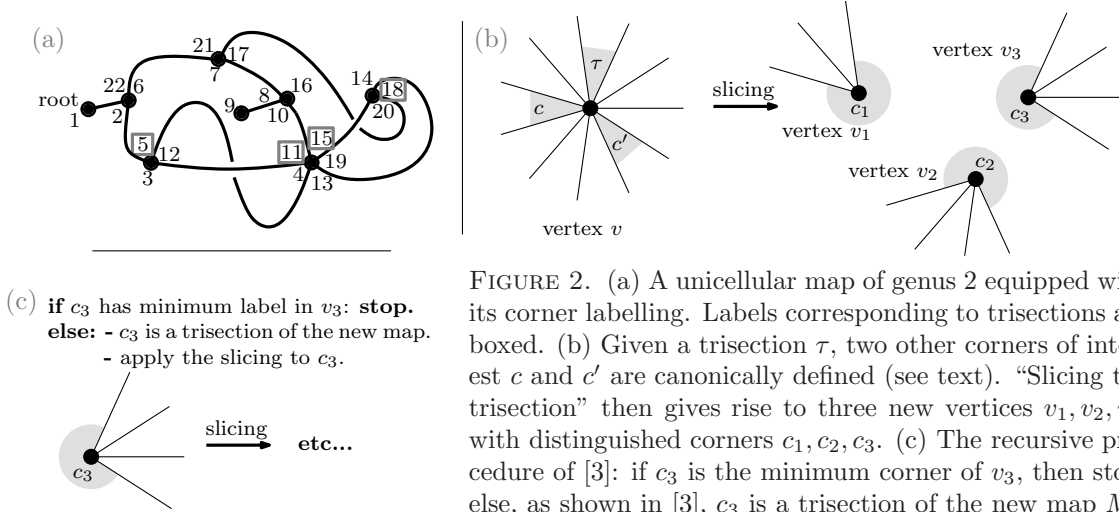 (a)
21
17
7
22
6
root
1
2
16
8
9
10
14
18
20
5
12
3
15
11
19
4
13
(b)
τ
c
c′
vertex v
slicing
c₁
vertex v₁
vertex v₃
c₃
vertex v₂
c₂
(c) if c₃ has minimum label in v₃: stop.
else: - c₃ is a trisection of the new map.
- apply the slicing to c₃.
c₃
slicing
etc...
FIGURE 2. (a) A unicellular map of genus 2 equipped
its corner labelling. Labels corresponding to trisections
boxed. (b) Given a trisection τ, two other corners of
est c and c′ are canonically defined (see text). “Slicing
trisection” then gives rise to three new vertices v₁, v₂,
with distinguished corners c₁, c₂, c₃. (c) The recursive
cedure of [3]: if c₃ is the minimum corner of v₃, then
else, as shown in [3], c₃ is a trisection of the new map